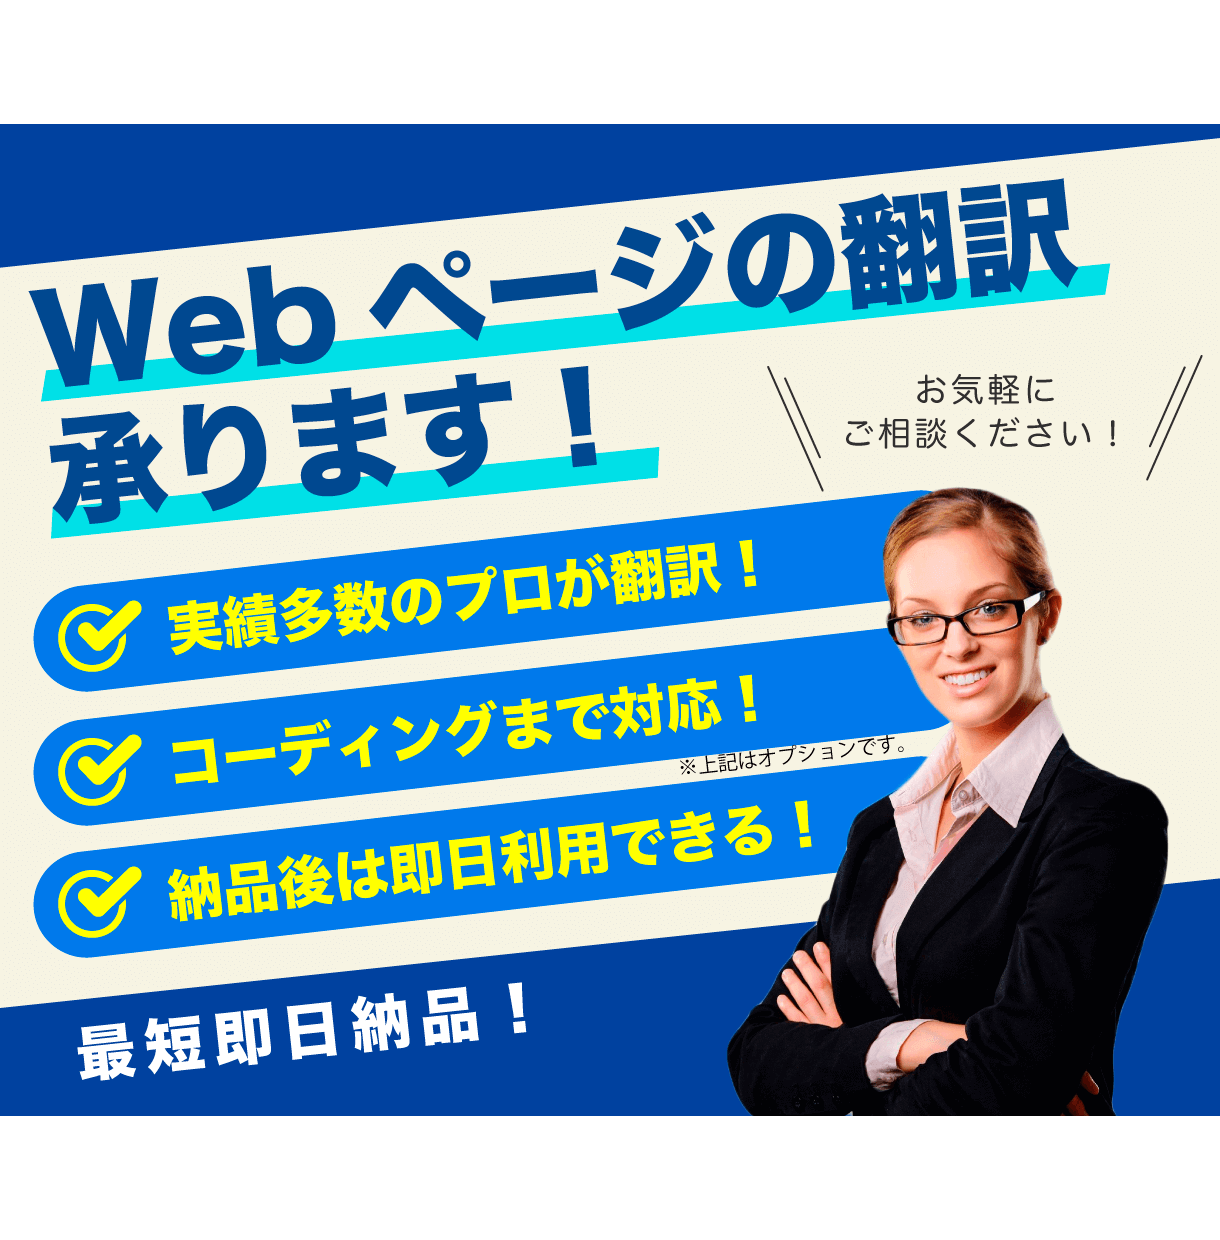 Webページの翻訳
承ります！
お気軽に
ご相談ください！
実績多数のプロが翻訳！
コーディングまで対応！
※上記はオプションです。
納品後は即日利用できる！
最短即日納品！